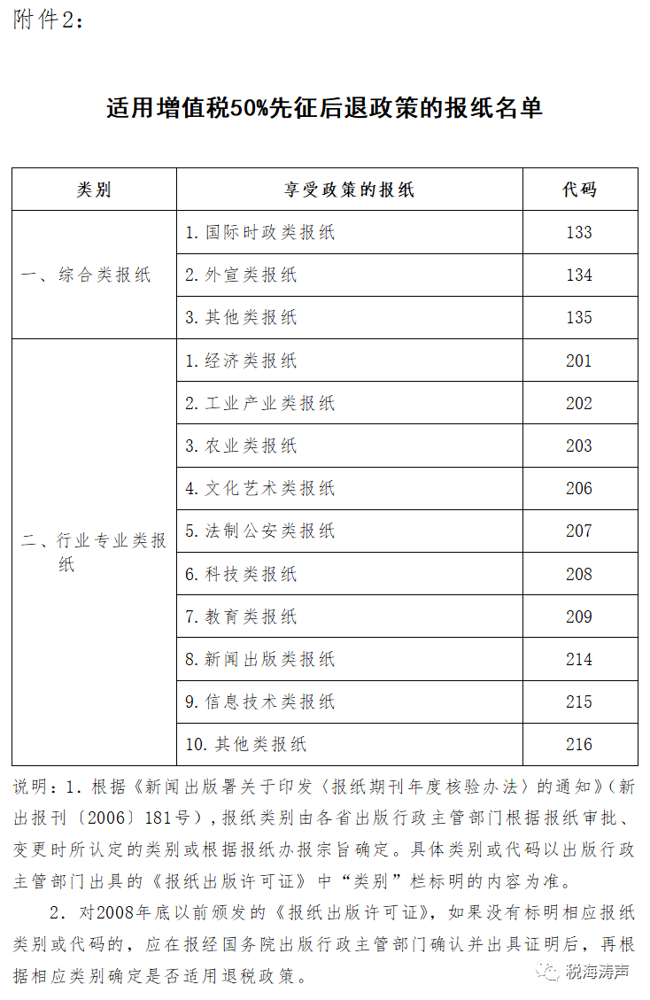 附件2：
适用增值税50%先征后退政策的报纸名单
类别 享受政策的报纸 代码
一、综合类报纸
1.国际时政类报纸 133
2.外宣类报纸 134
3.其他类报纸 135
二、行业专业类报
纸
1.经济类报纸 201
2.工业产业类报纸 202
3.农业类报纸 203
4.文化艺术类报纸 206
5.法制公安类报纸 207
6.科技类报纸 208
7.教育类报纸 209
8.新闻出版类报纸 214
9.信息技术类报纸 215
10.其他类报纸 216
说明：1．根据《新闻出版署关于印发〈报纸期刊年度核验办法〉的通知》（新
出报刊〔2006〕181号）,报纸类别由各省出版行政主管部门根据报纸审批、
变更时所认定的类别或根据报纸办报宗旨确定。具体类别或代码以出版行政
主管部门出具的《报纸出版许可证》中“类别”栏标明的内容为准。
2．对2008年底以前颁发的《报纸出版许可证》，如果没有标明相应报纸
类别或代码的，应在报经国务院出版行政主管部门确认并出具证明后，再根
据相应类别确定是否适用退税政策。
税海涛声